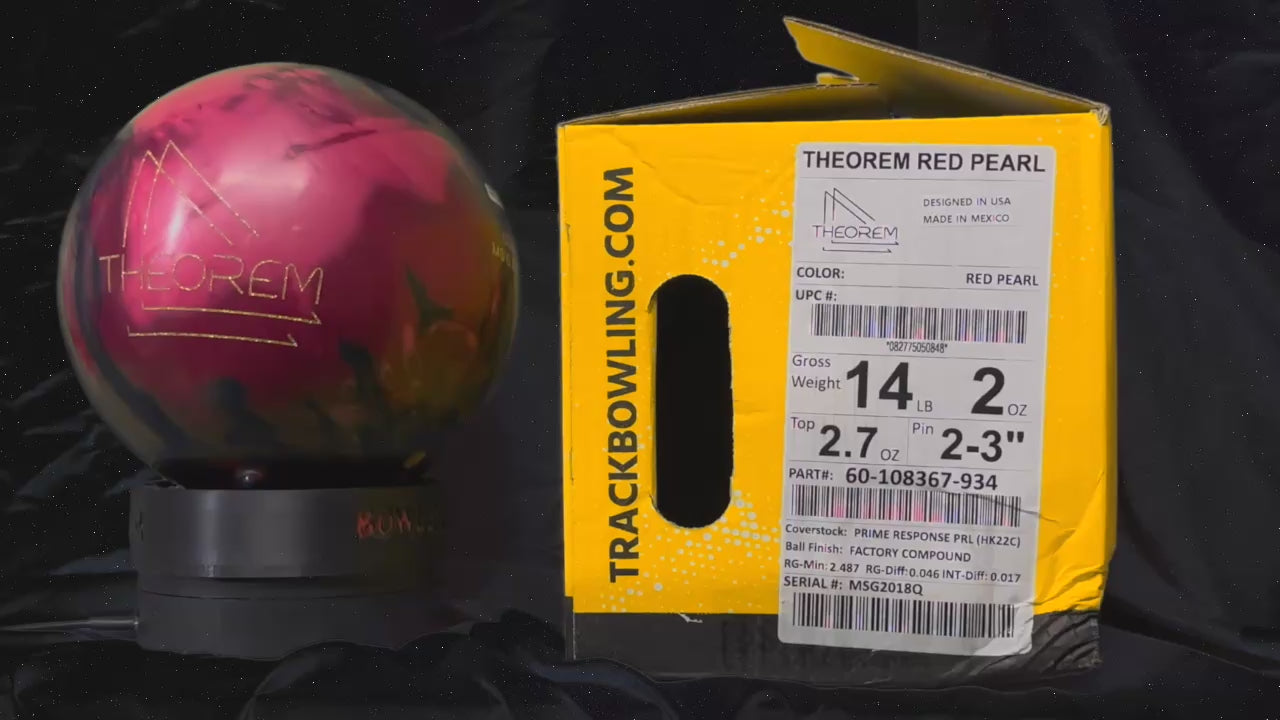 THEOREM
BOWL
TRACKBOWLING.COM
THEOREM RED PEARL
THEOREM
DESIGNED IN USA
MADE IN MEXICO
COLOR: RED PEARL
UPC #:
*082775050848*
Gross Weight 14 LB 2 OZ
Top 2.7 OZ Pin 2-3"
PART#: 60-108367-934
Coverstock: PRIME RESPONSE PRL (HK22C)
Ball Finish: FACTORY COMPOUND
RG-Min: 2.487 RG-Diff: 0.046 INT-Diff: 0.017
SERIAL #: MSG2018Q